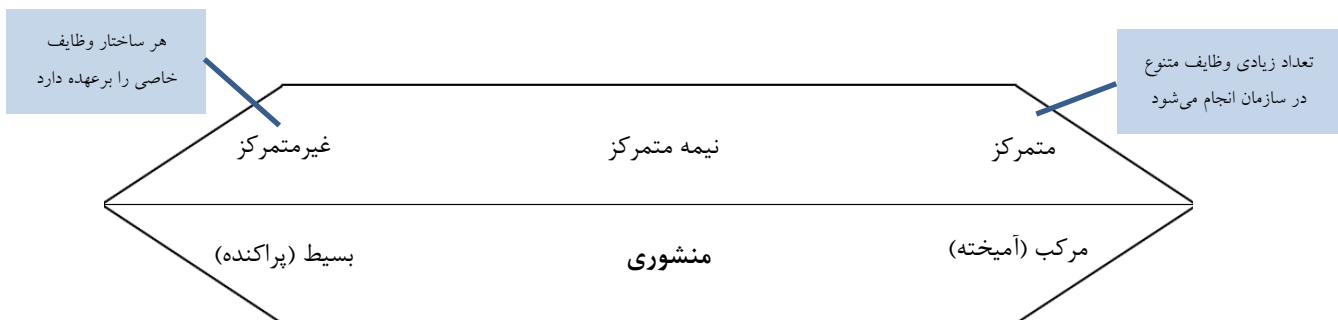 تعداد زیادی وظایف متنوع
در سازمان انجام می‌شود
هر ساختار وظایف
خاصی را برعهده دارد
متمرکز
نیمه متمرکز
غیرمتمرکز
مرکب (آمیخته)
منشوری
بسیط (پراکنده)